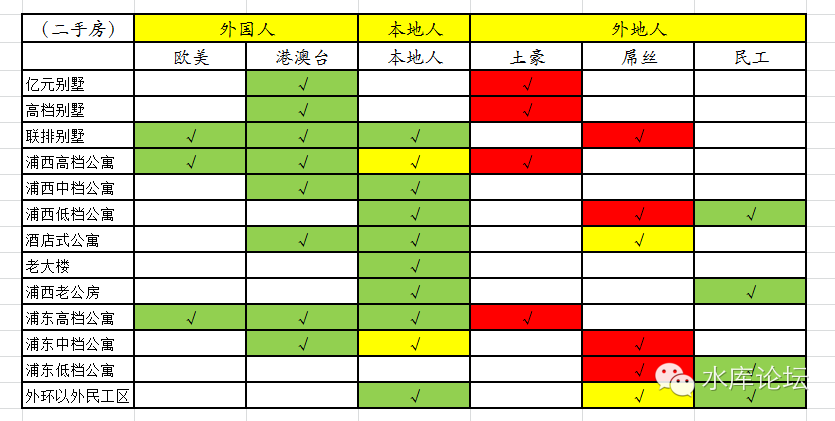 （二手房） 外国人 本地人 外地人
欧美 港澳台 本地人 土豪 屌丝 民工
亿元别墅 √ √
高档别墅 √ √
联排别墅 √ √ √ √
浦西高档公寓 √ √ √ √
浦西中档公寓 √ √
浦西低档公寓 √ √ √
酒店式公寓 √ √ √
老大楼 √
浦西老公房 √ √
浦东高档公寓 √ √ √ √
浦东中档公寓 √ √ √
浦东低档公寓 √ √
水库论坛
外环以外民工区 √ √ √